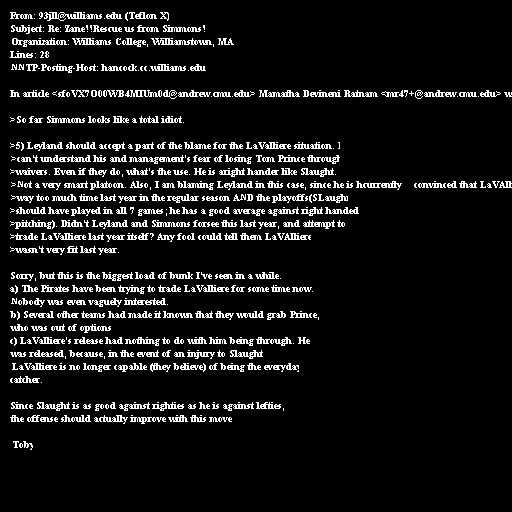 From: 93jll@williams.edu (Teflon X)
Subject: Re: Zane!!Rescue us from Simmons!
Organization: Williams College, Williamstown, MA
Lines: 28
NNTP-Posting-Host: hancock.cc.williams.edu

In article <sfoVX7O00WB4MIUm0d@andrew.cmu.edu> Mamatha Devineni Ratnam <mr47+@andrew.cmu.edu> w

>So far Simmons looks like a total idiot.

>5) Leyland should accept a part of the blame for the LaValliere situation. I
>can't understand his and management's fear of losing Tom Prince through
>waivers. Even if they do, what's the use. He is aright hander like Slaught.
>Not a very smart platoon. Also, I am blaming Leyland in this case, since he is hcurrently convinced that LaVAll
>way too much time last year in the regular season AND the playoffs(SLaught
>should have played in all 7 games; he has a good average against right handed
>pitching). Didn't Leyland and Simmons forsee this last year, and attempt to
>trade LaValliere last year itself? Any fool could tell them LaVAlliere
>wasn't very fit last year.

Sorry, but this is the biggest load of bunk I've seen in a while.
a) The Pirates have been trying to trade LaValliere for some time now.
Nobody was even vaguely interested.
b) Several other teams had made it known that they would grab Prince,
who was out of options
c) LaValliere's release had nothing to do with him being through. He
was released, because, in the event of an injury to Slaught
LaValliere is no longer capable (they believe) of being the everyday
catcher.

Since Slaught is as good against righties as he is against lefties,
the offense should actually improve with this move

Toby